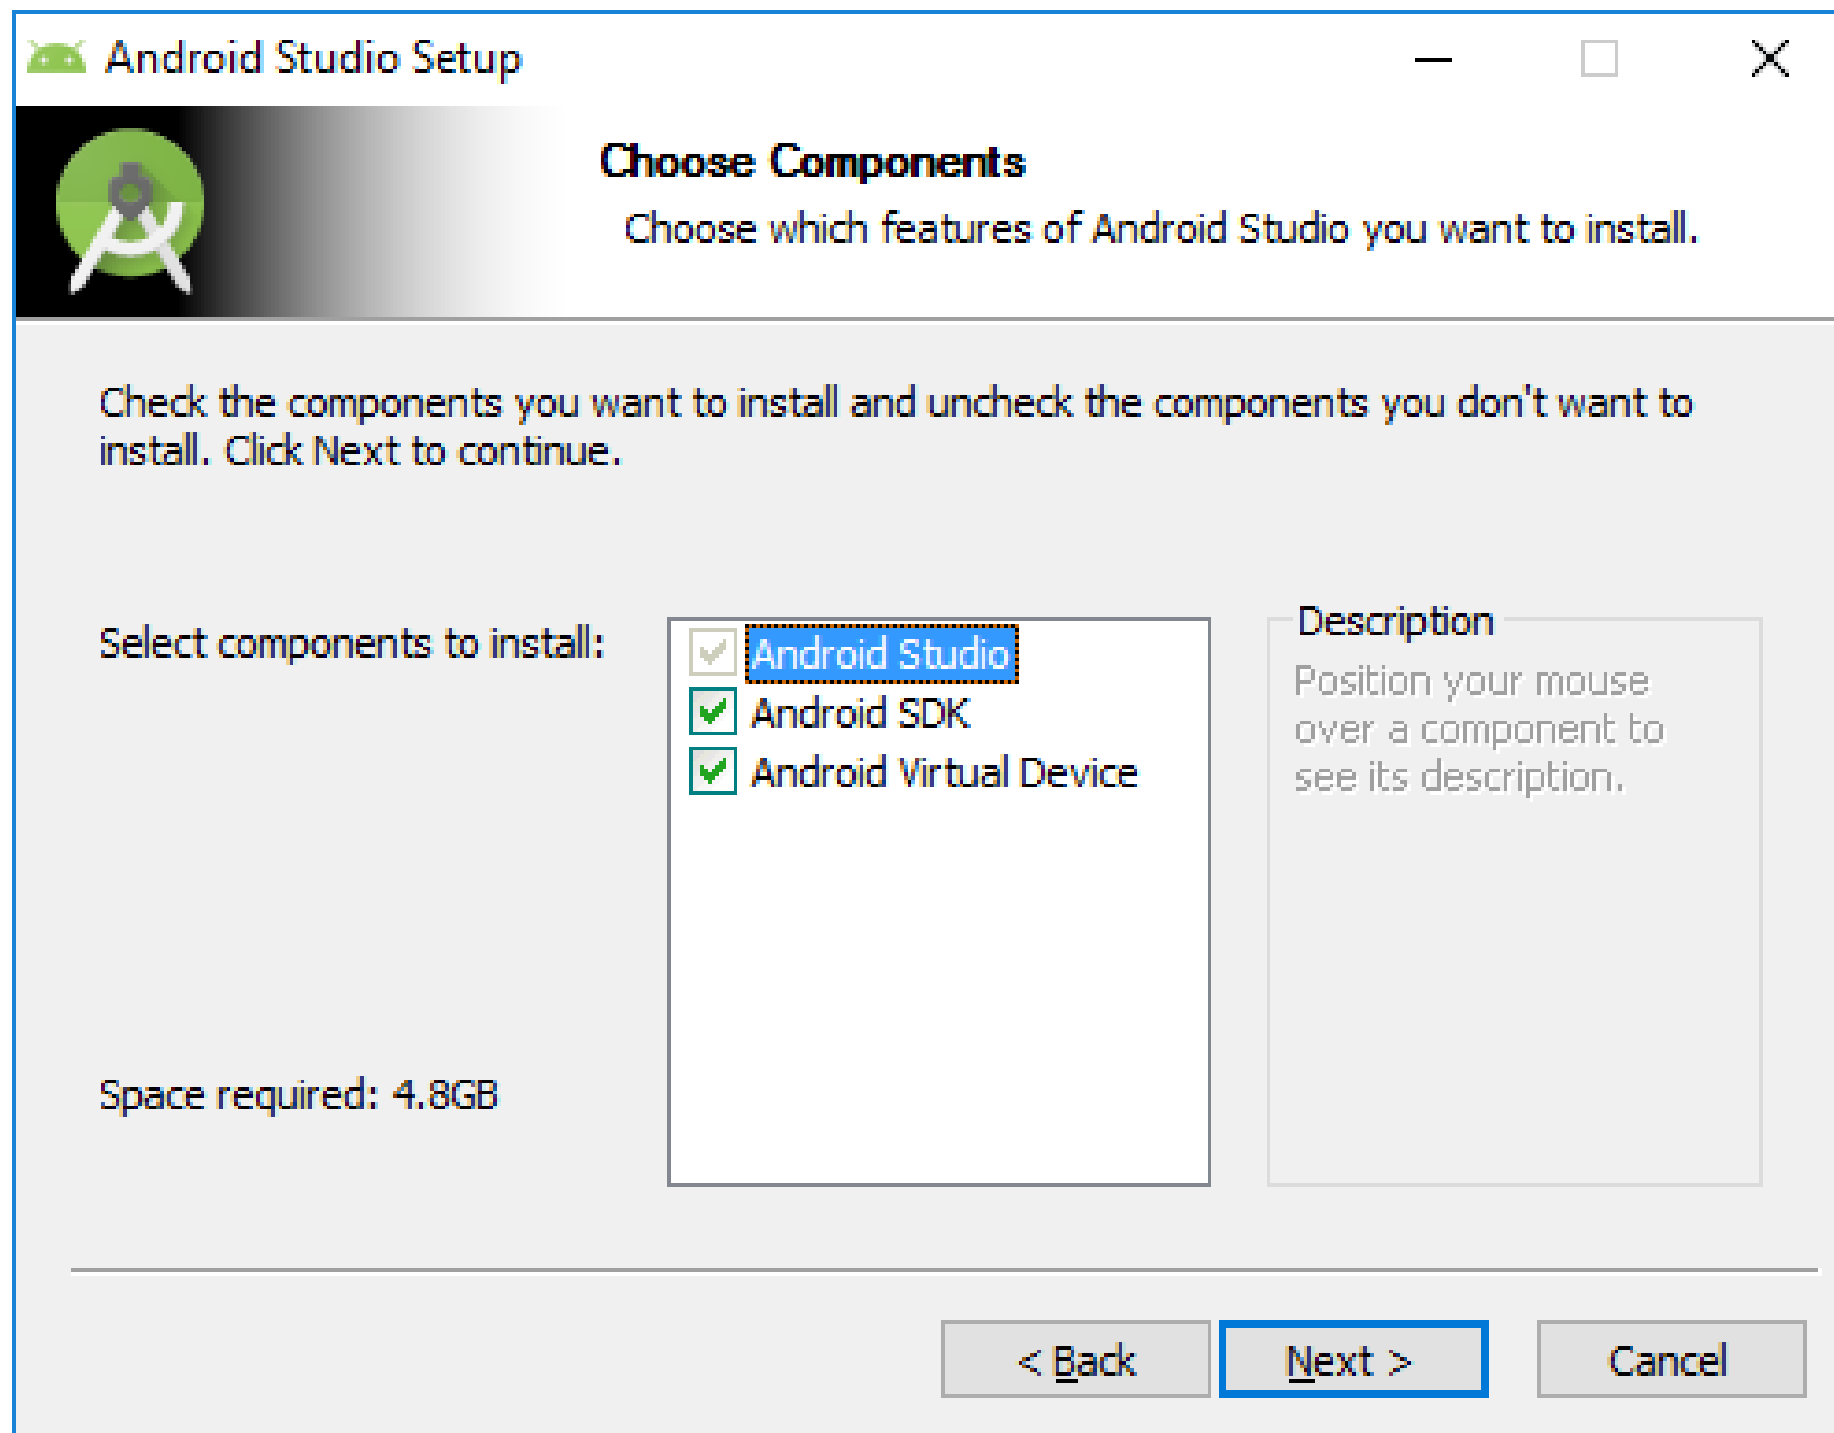 Android Studio Setup
Choose Components
Choose which features of Android Studio you want to install.
Check the components you want to install and uncheck the components you don't want to
install. Click Next to continue.
Select components to install:
Android Studio
Android SDK
Android Virtual Device
Description
Position your mouse
over a component to
see its description.
Space required: 4.8GB
< Back
Next >
Cancel